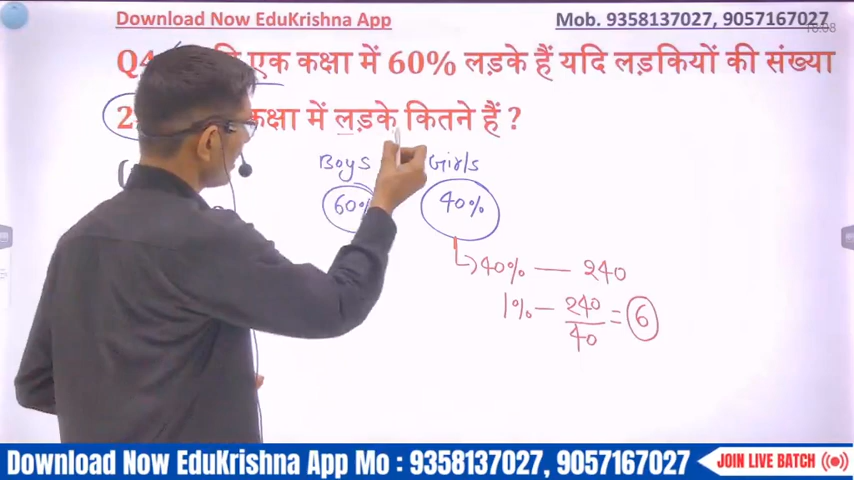 Download Now EduKrishna App
Mob. 9358137027, 9057167027
एक कक्षा में 60% लड़के हैं यदि लड़कियों की संख्या
कक्षा में लड़के कितने हैं ?
Boys Girls
60% 40%
40% — 240
1% — 240/40 = 6
Download Now EduKrishna App Mo : 9358137027, 9057167027
JOIN LIVE BATCH